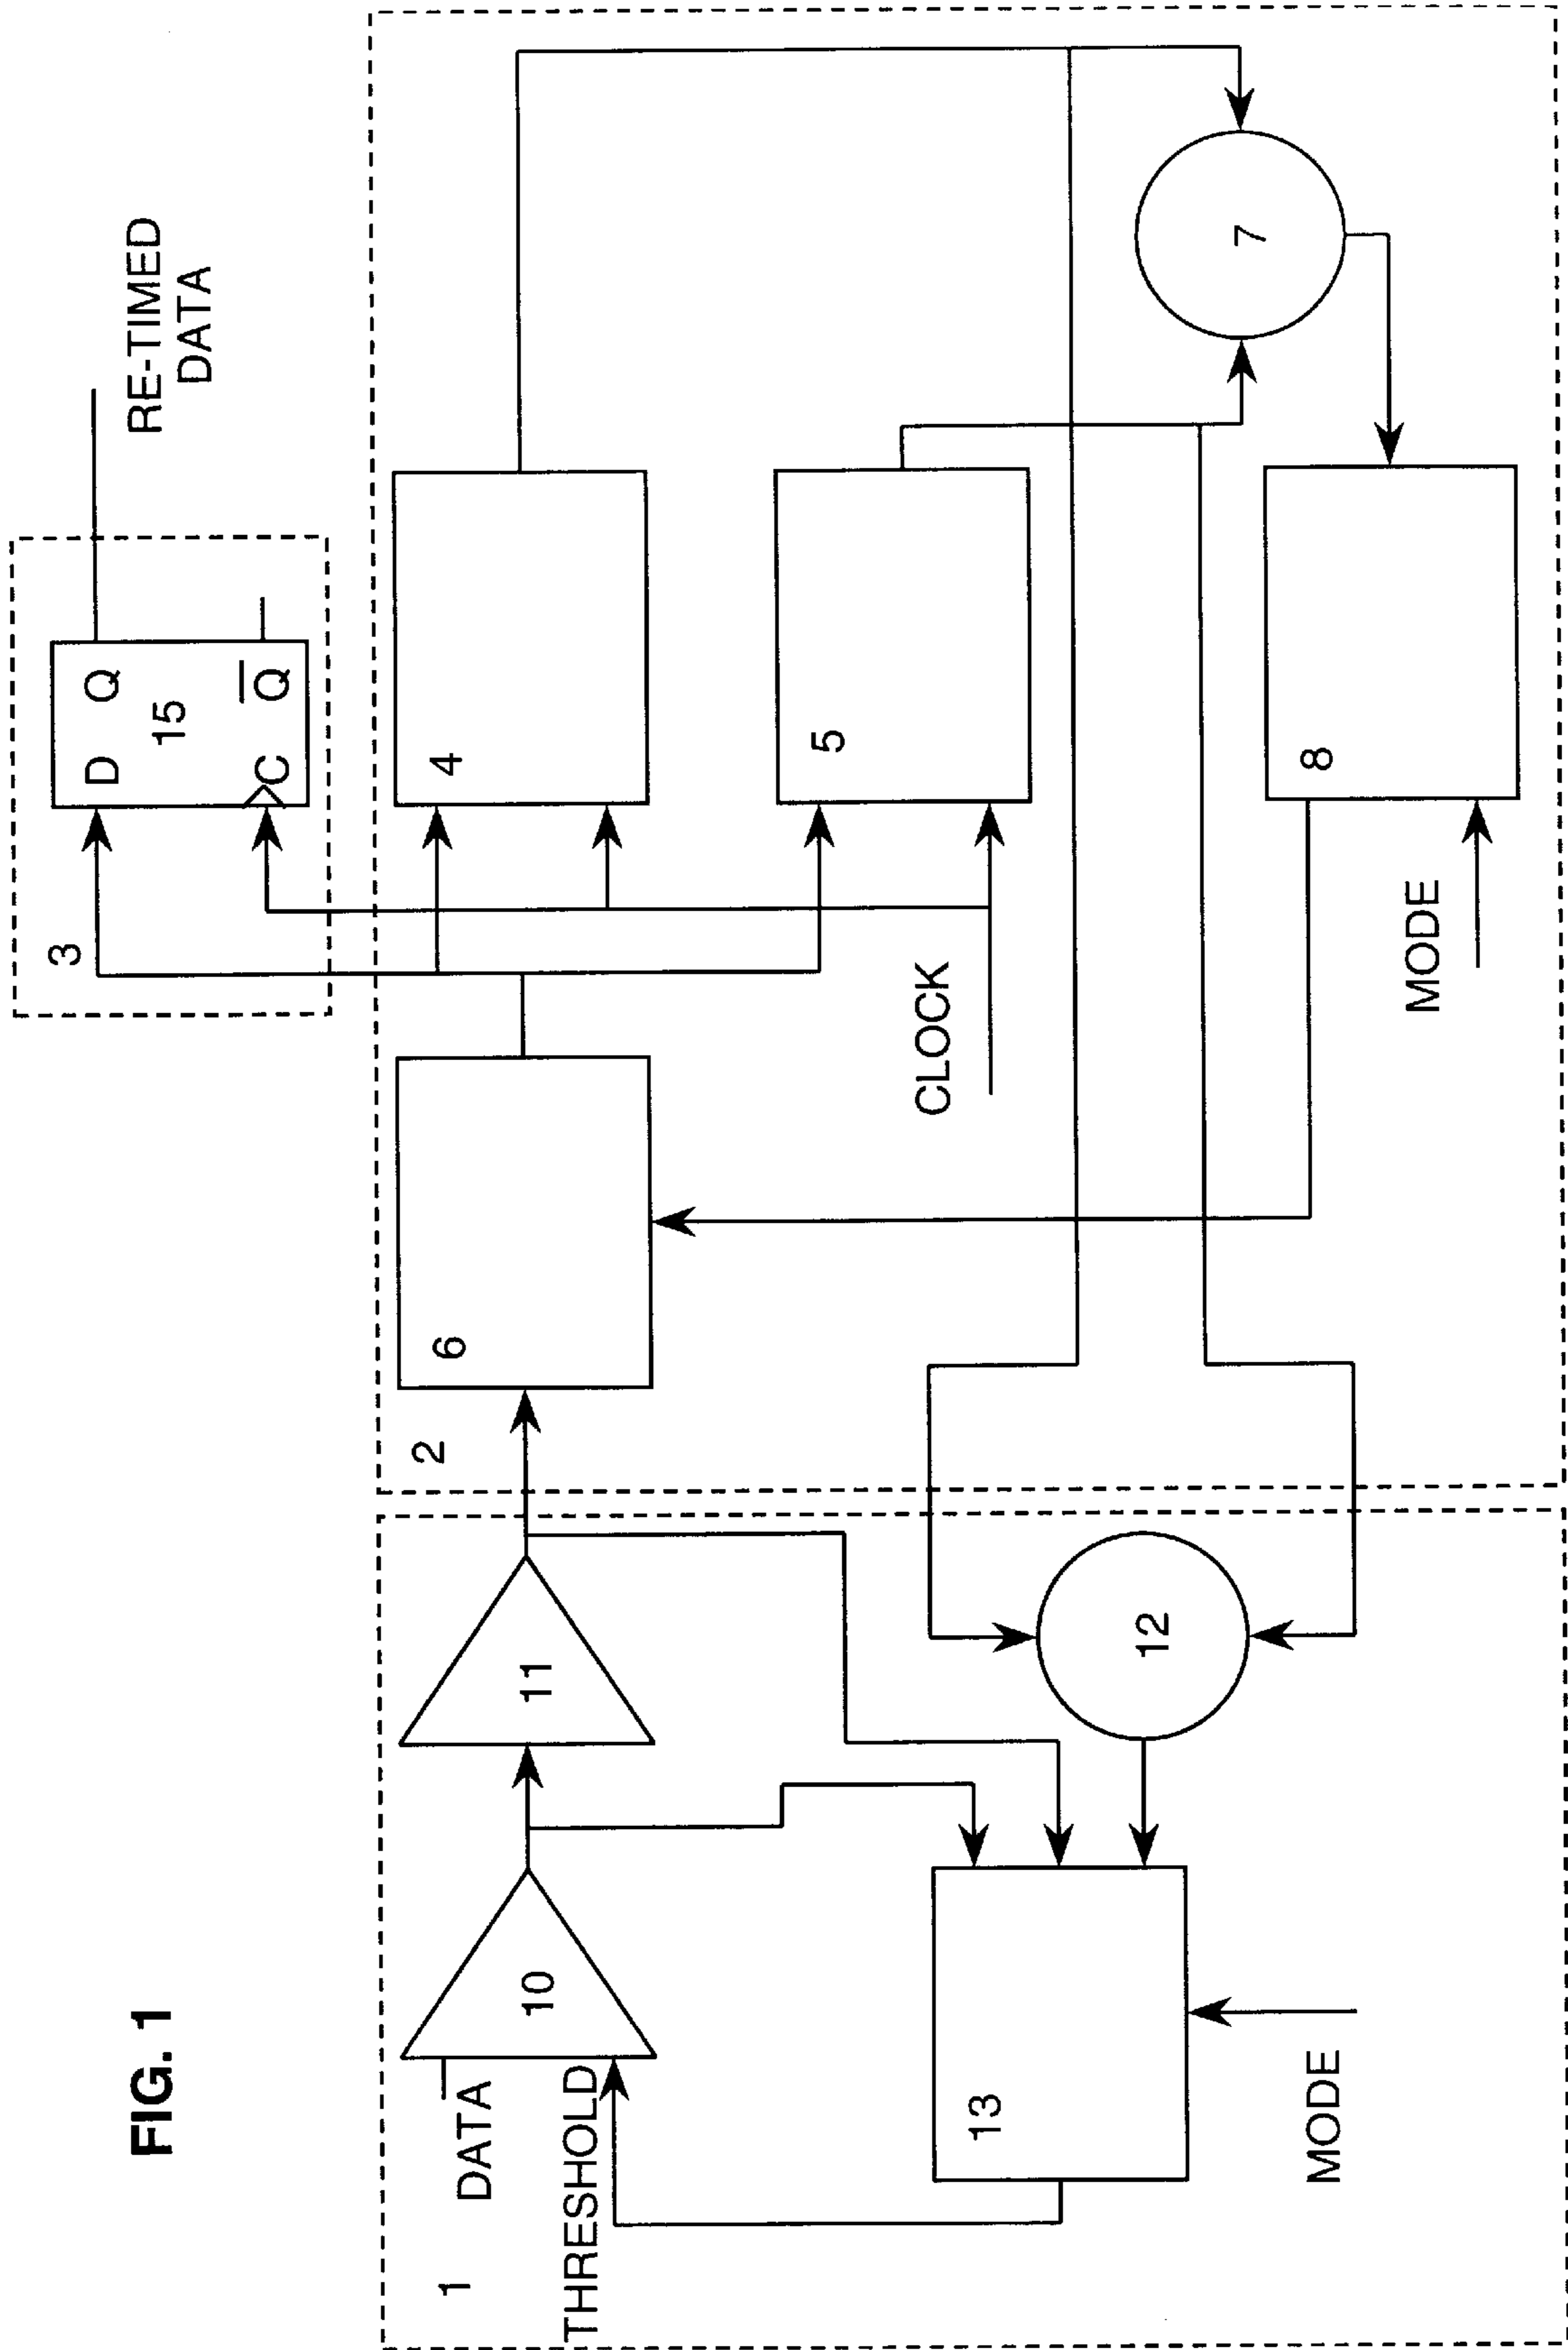 FIG. 1
RE-TIMED
DATA
3
D Q
15
C Q̅
1
DATA
THRESHOLD
10
11
2
6
4
5
CLOCK
7
12
13
MODE
8
MODE